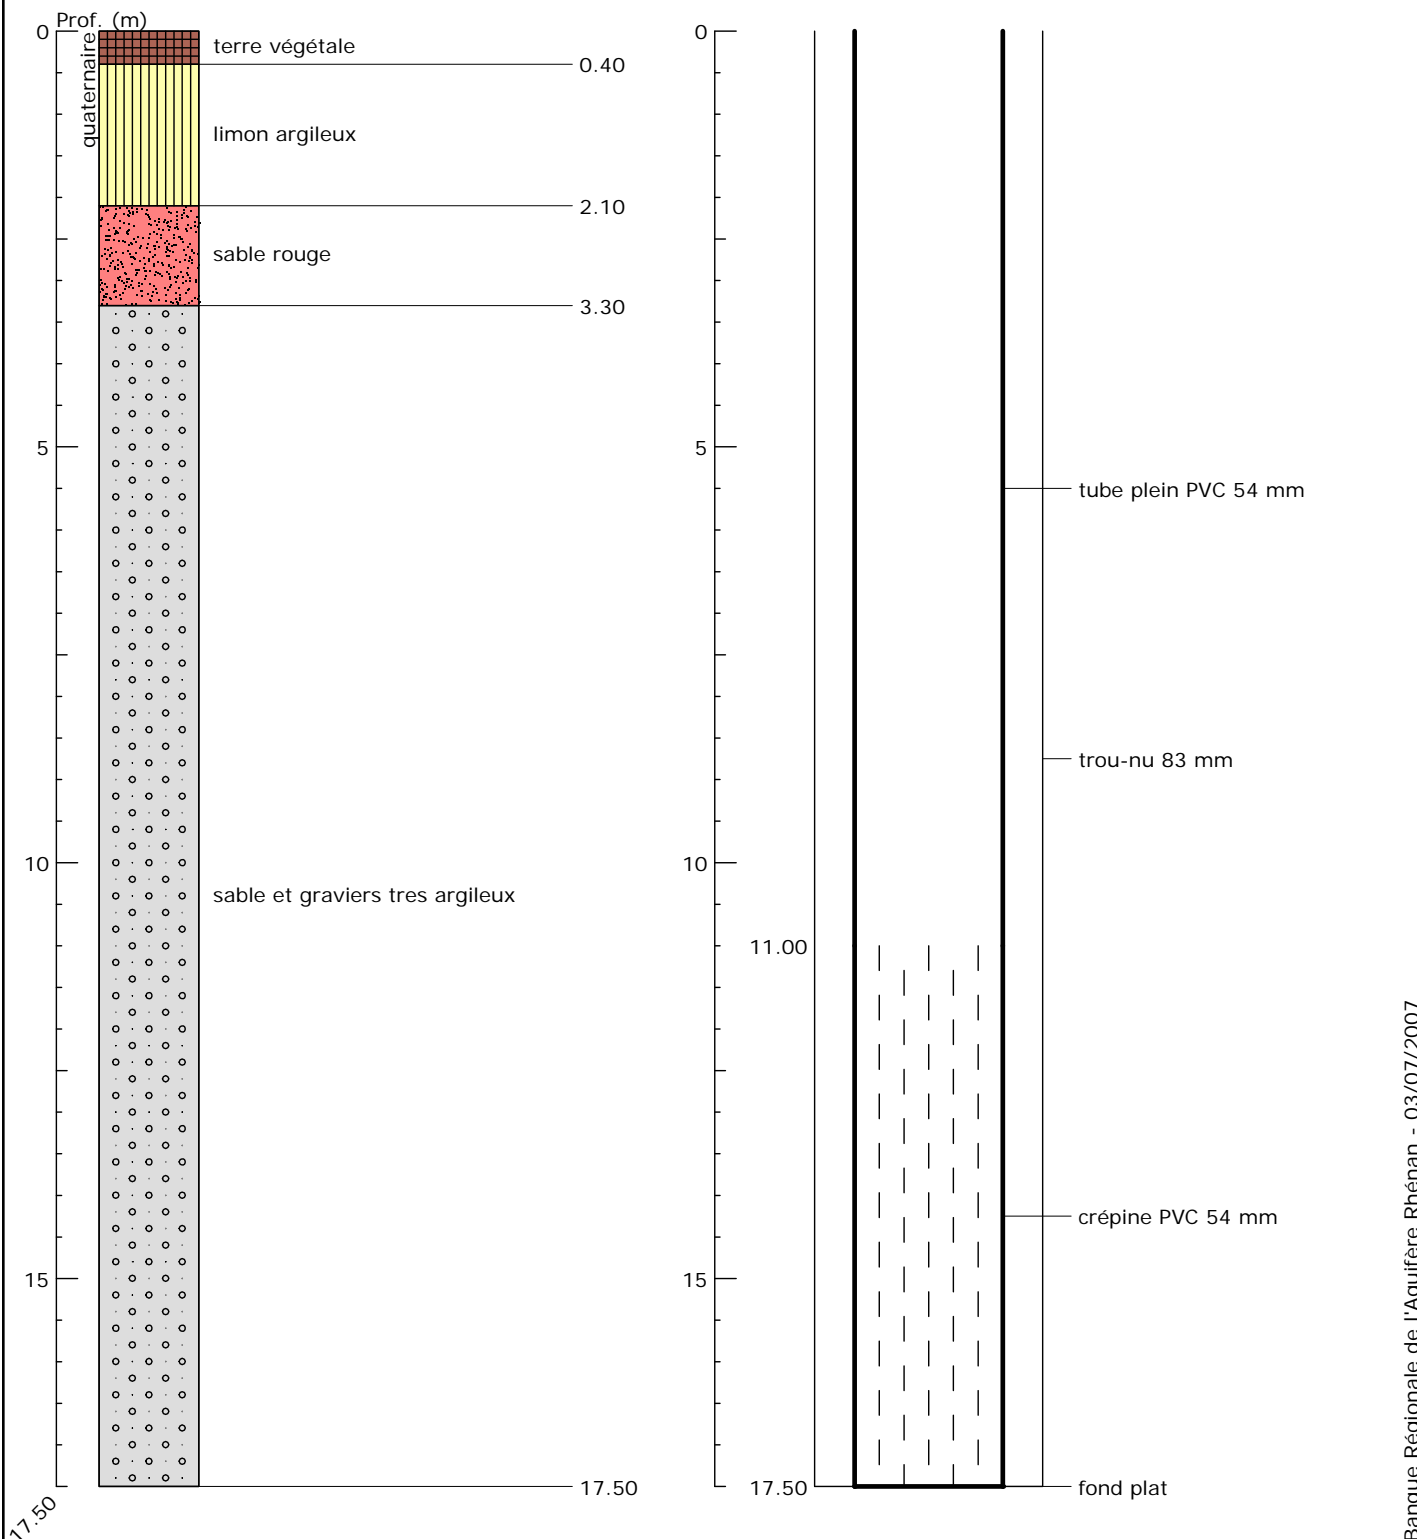 Prof. (m)
0
quaternaire
terre végétale
0.40
limon argileux
2.10
sable rouge
3.30
5
10
sable et graviers tres argileux
15
17.50
17.50
0
5
tube plein PVC 54 mm
trou-nu 83 mm
10
11.00
crépine PVC 54 mm
15
17.50
fond plat
Banque Régionale de l'Aquifère Rhénan - 03/07/2007